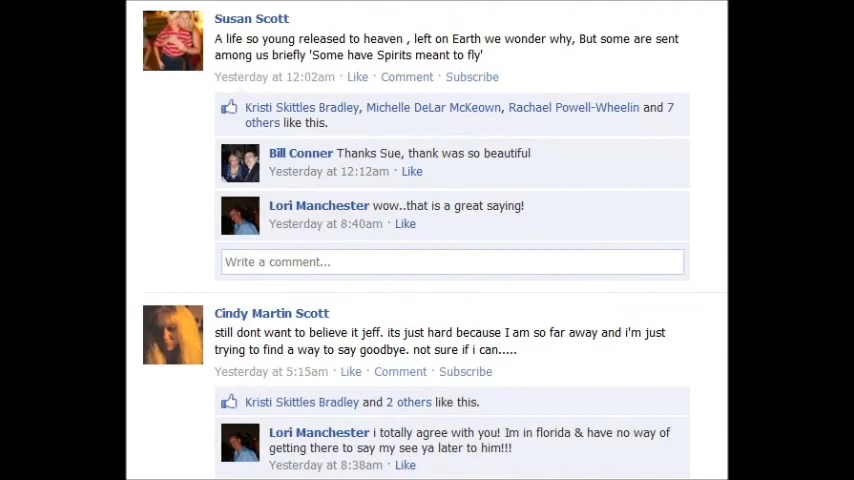 Susan Scott
A life so young released to heaven , left on Earth we wonder why, But some are sent
among us briefly 'Some have Spirits meant to fly'
Yesterday at 12:02am · Like · Comment · Subscribe
Kristi Skittles Bradley, Michelle DeLar McKeown, Rachael Powell-Wheelin and 7
others like this.
Bill Conner Thanks Sue, thank was so beautiful
Yesterday at 12:12am · Like
Lori Manchester wow..that is a great saying!
Yesterday at 8:40am · Like
Write a comment...
Cindy Martin Scott
still dont want to believe it jeff. its just hard because I am so far away and i'm just
trying to find a way to say goodbye. not sure if i can.....
Yesterday at 5:15am · Like · Comment · Subscribe
Kristi Skittles Bradley and 2 others like this.
Lori Manchester i totally agree with you! Im in florida & have no way of
getting there to say my see ya later to him!!!
Yesterday at 8:38am · Like